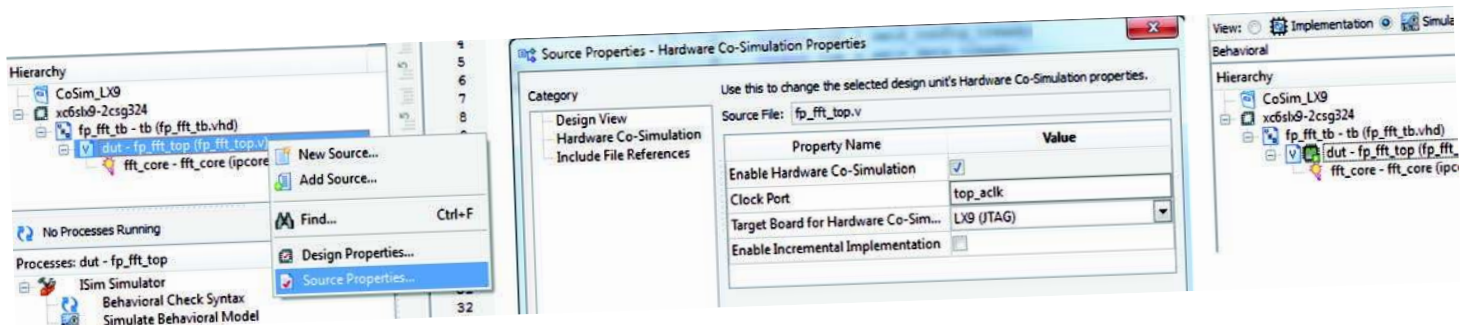 Hierarchy
CoSim_LX9
xc6slx9-2csg324
fp_fft_tb - tb (fp_fft_tb.vhd)
dut - fp_fft_top (fp_fft_top.v)
fft_core - fft_core (ipcore
No Processes Running
Processes: dut - fp_fft_top
ISim Simulator
Behavioral Check Syntax
Simulate Behavioral Model
New Source...
Add Source...
Find... Ctrl+F
Design Properties...
Source Properties...
5
6
7
8
32
Source Properties - Hardware Co-Simulation Properties
Category
Design View
Hardware Co-Simulation
Include File References
Use this to change the selected design unit's Hardware Co-Simulation properties.
Source File: fp_fft_top.v
Property Name Value
Enable Hardware Co-Simulation
Clock Port top_aclk
Target Board for Hardware Co-Sim... LX9 (JTAG)
Enable Incremental Implementation
View: Implementation Simula
Behavioral
Hierarchy
CoSim_LX9
xc6slx9-2csg324
fp_fft_tb - tb (fp_fft_tb.vhd)
dut - fp_fft_top (fp_fft_
fft_core - fft_core (ipc